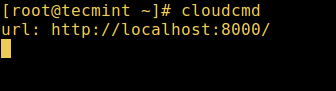 [root@tecmint ~]# cloudcmd
url: http://localhost:8000/